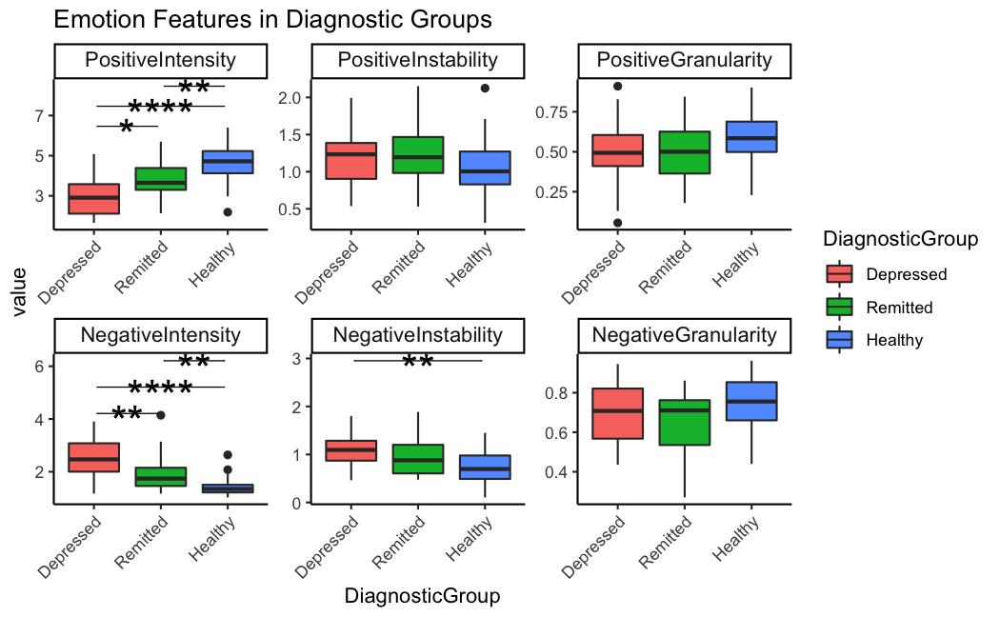 Emotion Features in Diagnostic Groups
PositiveIntensity
PositiveInstability
PositiveGranularity
**
****
*
7
5
3
2.0
1.5
1.0
0.5
0.75
0.50
0.25
Depressed
Remitted
Healthy
Depressed
Remitted
Healthy
Depressed
Remitted
Healthy
value
DiagnosticGroup
Depressed
Remitted
Healthy
NegativeIntensity
NegativeInstability
NegativeGranularity
**
****
**
**
6
4
2
3
2
1
0
0.8
0.6
0.4
Depressed
Remitted
Healthy
Depressed
Remitted
Healthy
Depressed
Remitted
Healthy
DiagnosticGroup